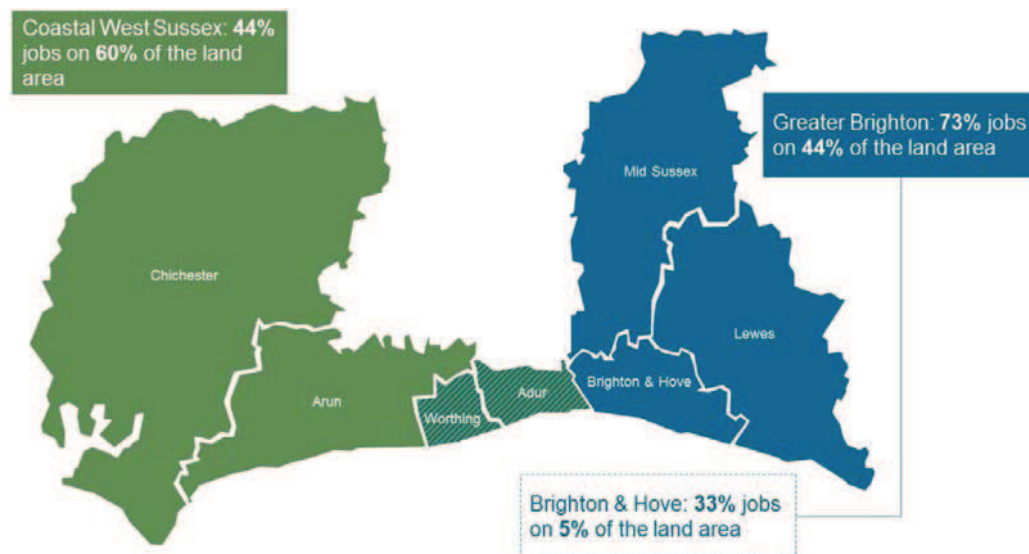 Coastal West Sussex: 44%
jobs on 60% of the land
area
Greater Brighton: 73% jobs
on 44% of the land area
Mid Sussex
Chichester
Lewes
Brighton & Hove
Adur
Arun
Worthing
Brighton & Hove: 33% jobs
on 5% of the land area